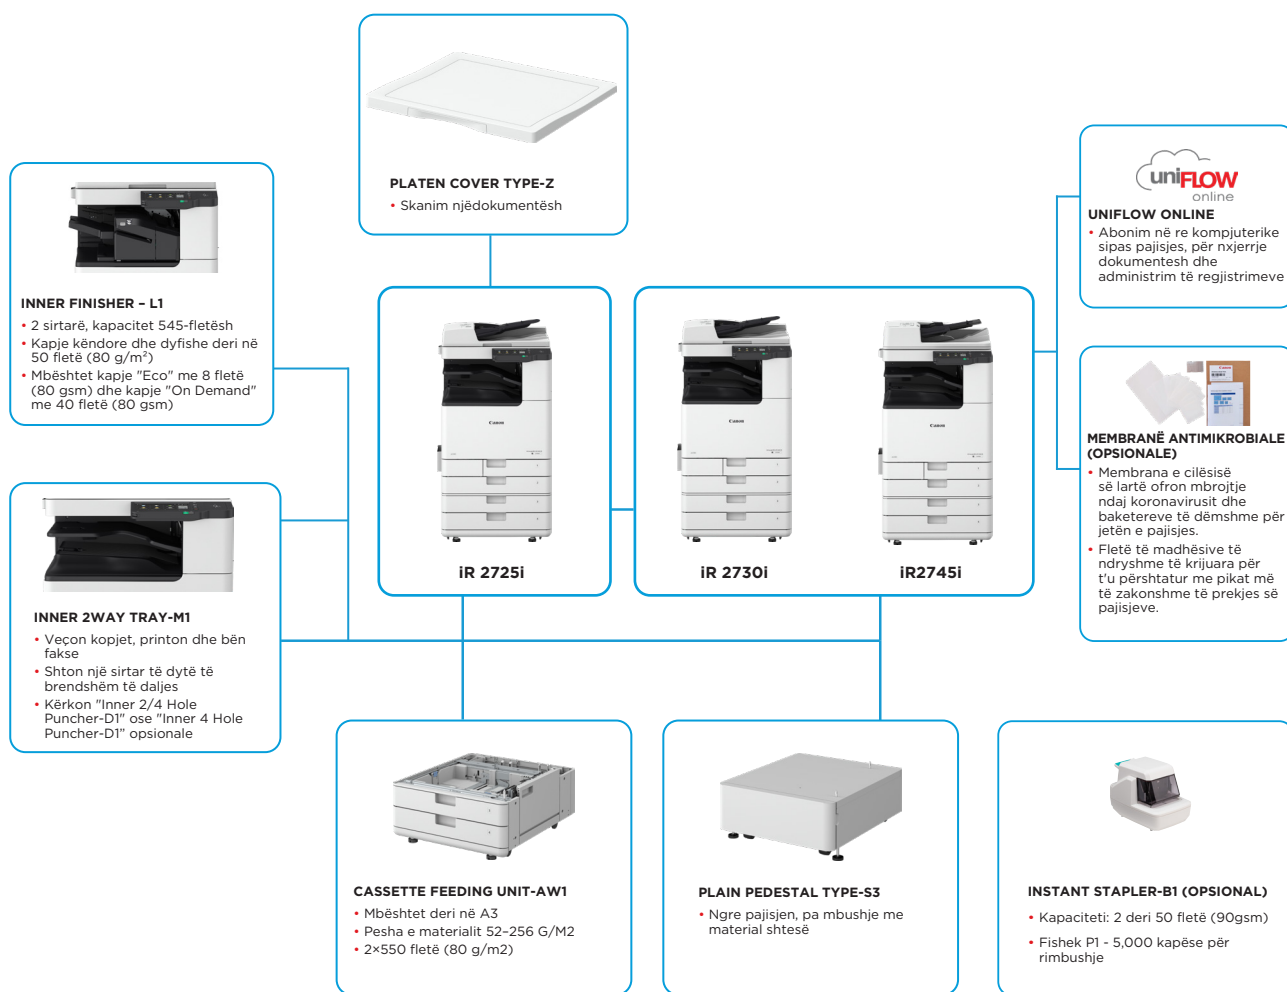 PLATEN COVER TYPE-Z
• Skanim njëdokumentësh
INNER FINISHER – L1
• 2 sirtarë, kapacitet 545-fletësh
• Kapje këndore dhe dyfishe deri në
50 fletë (80 g/m²)
• Mbështet kapje "Eco" me 8 fletë
(80 gsm) dhe kapje "On Demand"
me 40 fletë (80 gsm)
INNER 2WAY TRAY-M1
• Veçon kopjet, printon dhe bën
fakse
• Shton një sirtar të dytë të
brendshëm të daljes
• Kërkon "Inner 2/4 Hole
Puncher-D1" ose "Inner 4 Hole
Puncher-D1" opsionale
Canon
iR 2725i
Canon
iR 2730i
Canon
iR2745i
uniFLOW
online
UNIFLOW ONLINE
• Abonim në re kompjuterike
sipas pajisjes, për nxjerrje
dokumentesh dhe
administrim të regjistrimeve
Canon
MEMBRANË ANTIMIKROBIALE
(OPSIONALE)
• Membrana e cilësisë
së lartë ofron mbrojtje
ndaj koronavirusit dhe
baketereve të dëmshme për
jetën e pajisjes.
• Fletë të madhësive të
ndryshme të krijuara për
t'u përshtatur me pikat më
të zakonshme të prekjes së
pajisjeve.
CASSETTE FEEDING UNIT-AW1
• Mbështet deri në A3
• Pesha e materialit 52–256 G/M2
• 2×550 fletë (80 g/m2)
PLAIN PEDESTAL TYPE-S3
• Ngre pajisjen, pa mbushje me
material shtesë
INSTANT STAPLER-B1 (OPSIONAL)
• Kapaciteti: 2 deri 50 fletë (90gsm)
• Fishek P1 - 5,000 kapëse për
rimbushje